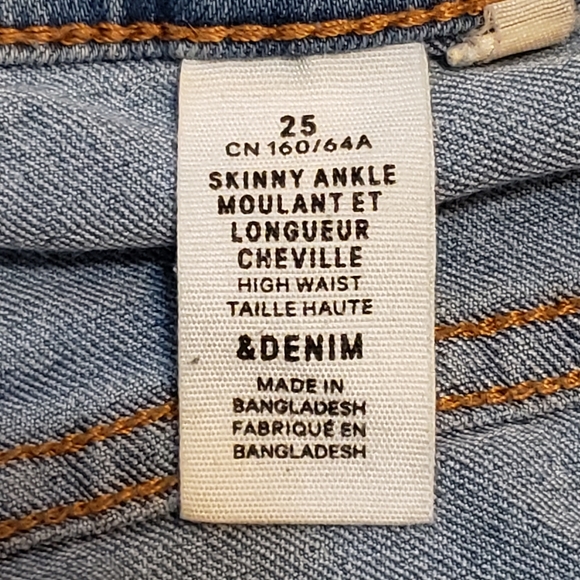 25
CN 160/64A
SKINNY ANKLE
MOULANT ET
LONGUEUR
CHEVILLE
HIGH WAIST
TAILLE HAUTE
&DENIM
MADE IN
BANGLADESH
FABRIQUÉ EN
BANGLADESH